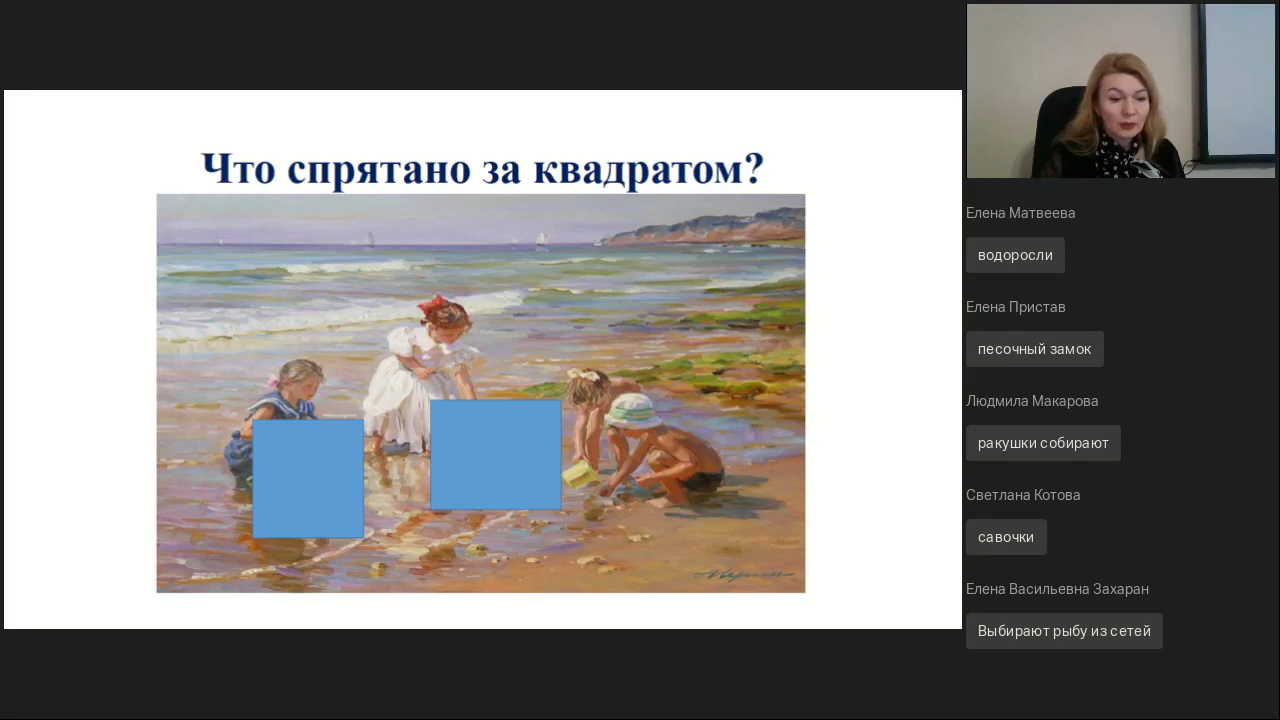 Что спрятано за квадратом?
Елена Матвеева
водоросли
Елена Пристав
песочный замок
Людмила Макарова
ракушки собирают
Светлана Котова
савочки
Елена Васильевна Захаран
Выбирают рыбу из сетей